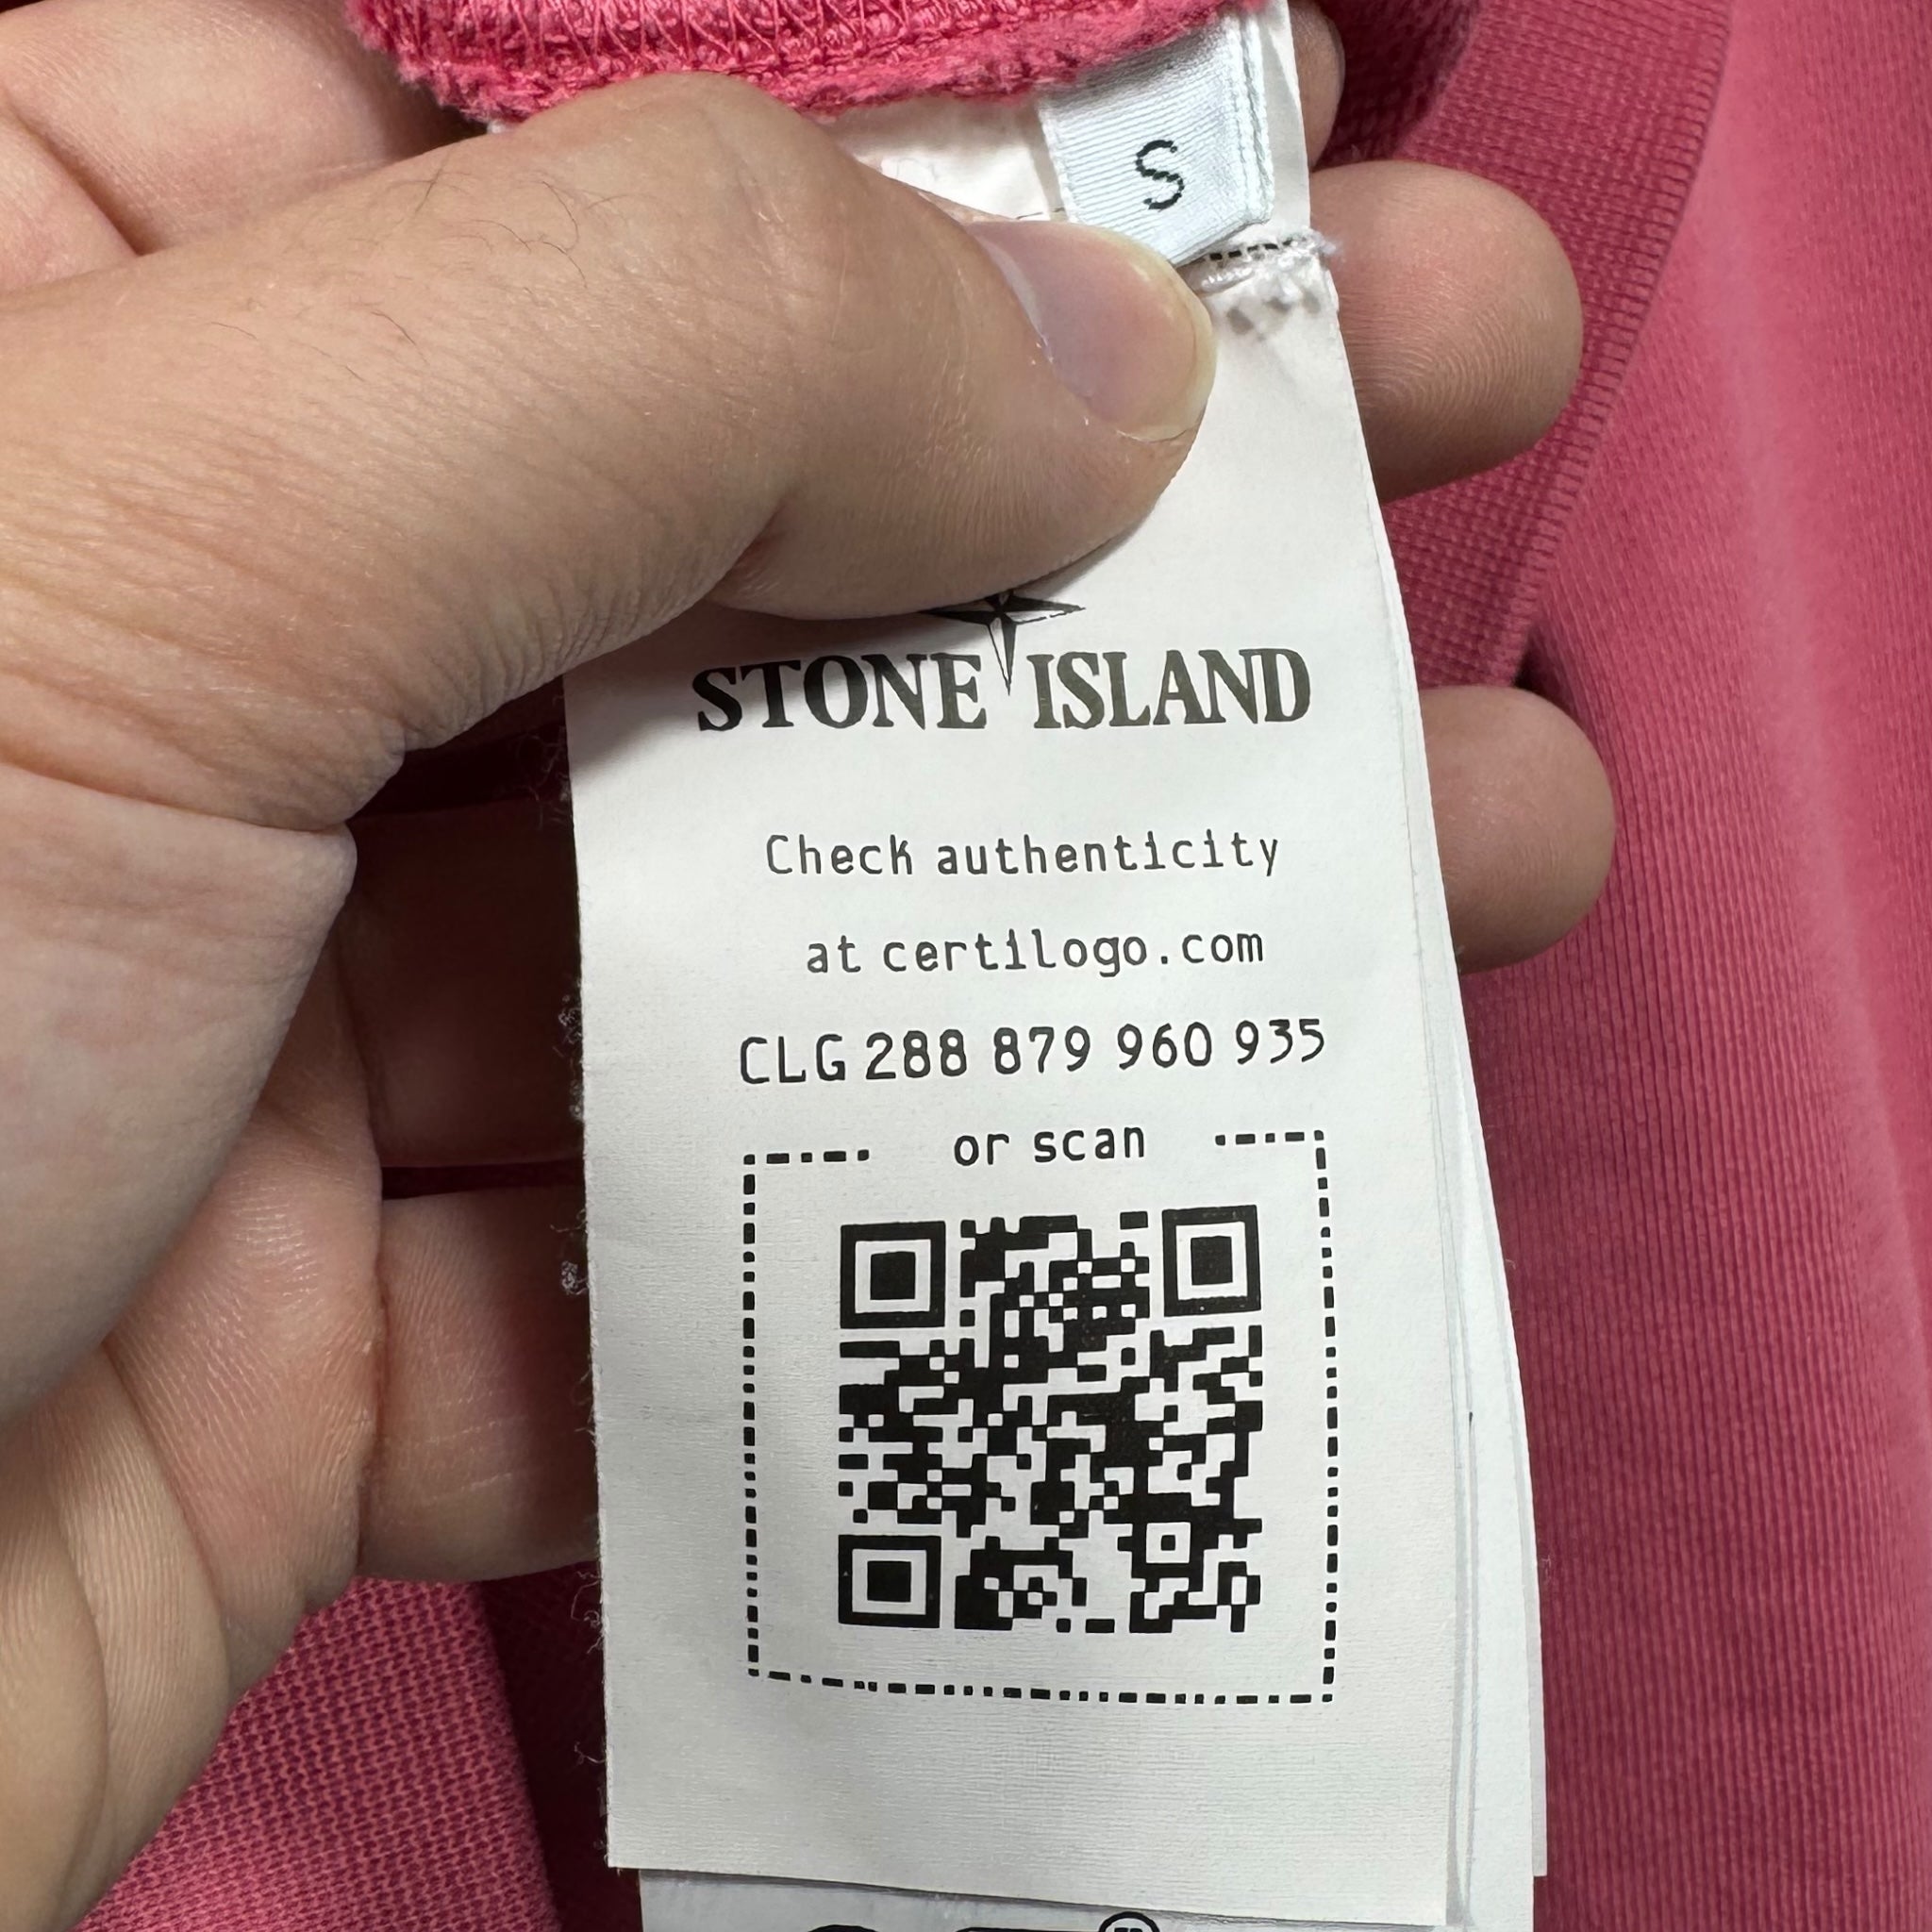 S
STONE ISLAND
Check authenticity
at certilogo.com
CLG 288 879 960 935
or scan